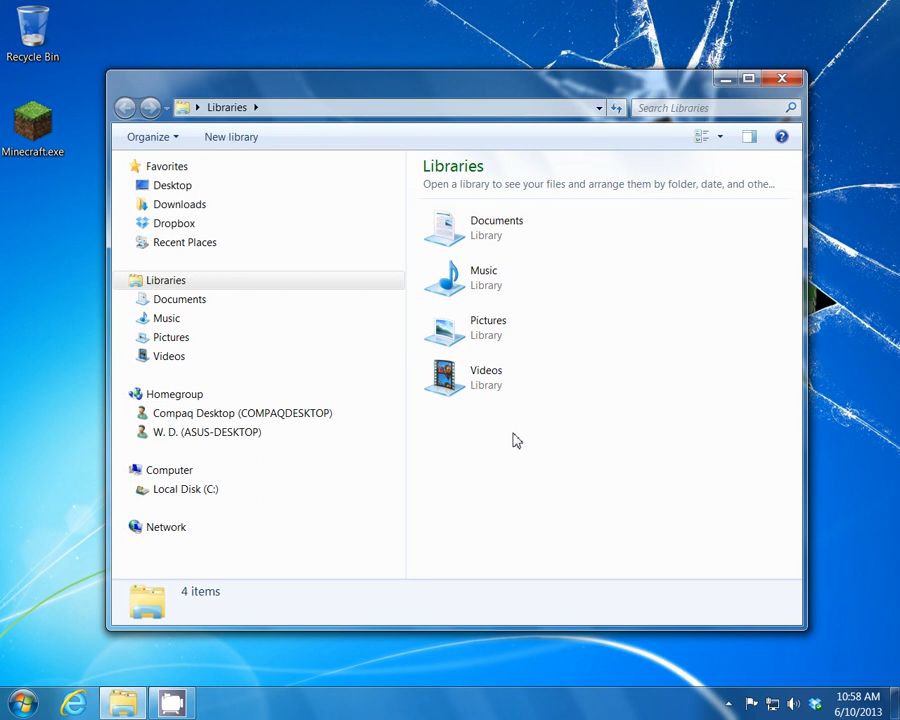 Recycle Bin
Minecraft.exe
Libraries
Search Libraries
Organize
New library
Favorites
Desktop
Downloads
Dropbox
Recent Places
Libraries
Documents
Music
Pictures
Videos
Homegroup
Compaq Desktop (COMPAQDESKTOP)
W. D. (ASUS-DESKTOP)
Computer
Local Disk (C:)
Network
Libraries
Open a library to see your files and arrange them by folder, date, and othe...
Documents
Library
Music
Library
Pictures
Library
Videos
Library
4 items
10:58 AM
6/10/2013